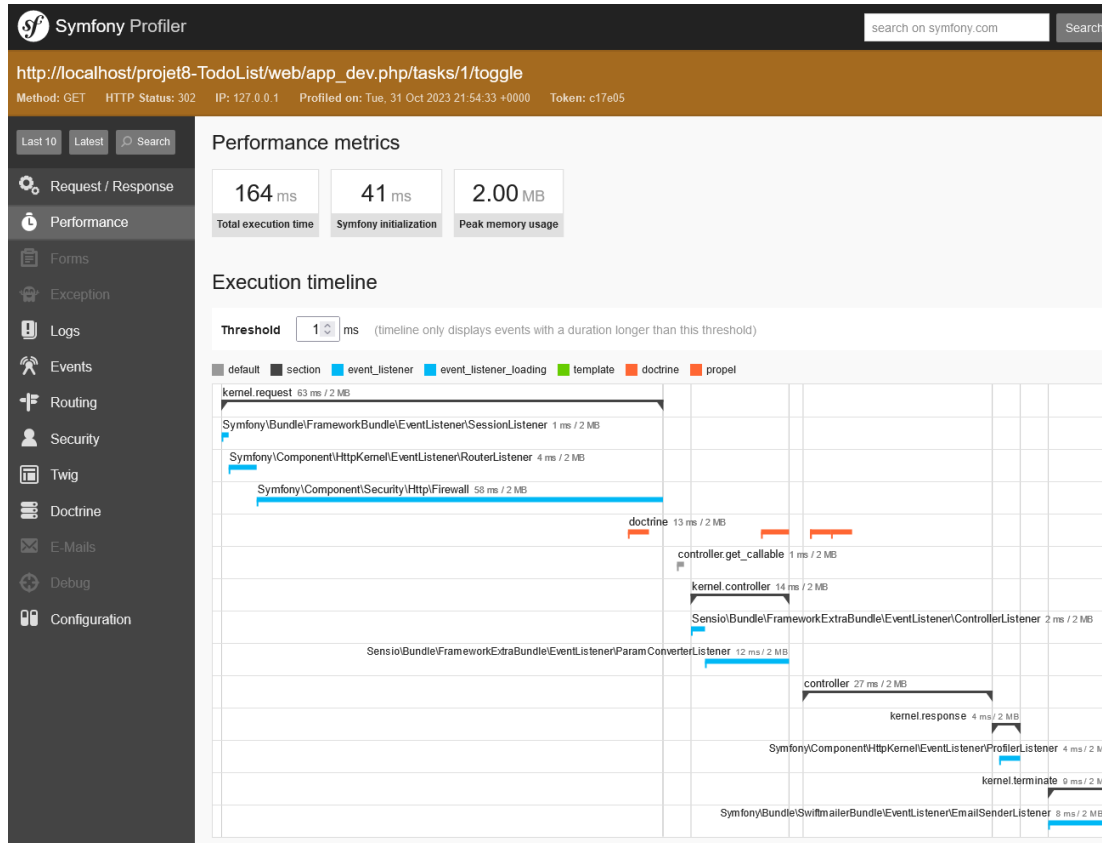 sf Symfony Profiler
search on symfony.com
Search
http://localhost/projet8-TodoList/web/app_dev.php/tasks/1/toggle
Method: GET HTTP Status: 302 IP: 127.0.0.1 Profiled on: Tue, 31 Oct 2023 21:54:33 +0000 Token: c17e05
Last 10 Latest Search
Request / Response
Performance
Forms
Exception
Logs
Events
Routing
Security
Twig
Doctrine
E-Mails
Debug
Configuration
Performance metrics
164 ms
Total execution time
41 ms
Symfony initialization
2.00 MB
Peak memory usage
Execution timeline
Threshold 1 ms (timeline only displays events with a duration longer than this threshold)
default section event_listener event_listener_loading template doctrine propel
kernel.request 63 ms / 2 MB
Symfony\Bundle\FrameworkBundle\EventListener\SessionListener 1 ms / 2 MB
Symfony\Component\HttpKernel\EventListener\RouterListener 4 ms / 2 MB
Symfony\Component\Security\Http\Firewall 58 ms / 2 MB
doctrine 13 ms / 2 MB
controller.get_callable 1 ms / 2 MB
kernel.controller 14 ms / 2 MB
Sensio\Bundle\FrameworkExtraBundle\EventListener\ControllerListener 2 ms / 2 MB
Sensio\Bundle\FrameworkExtraBundle\EventListener\ParamConverterListener 12 ms / 2 MB
controller 27 ms / 2 MB
kernel.response 4 ms / 2 MB
Symfony\Component\HttpKernel\EventListener\ProfilerListener 4 ms / 2 M
kernel.terminate 9 ms / 2 M
Symfony\Bundle\SwiftmailerBundle\EventListener\EmailSenderListener 8 ms / 2 MB